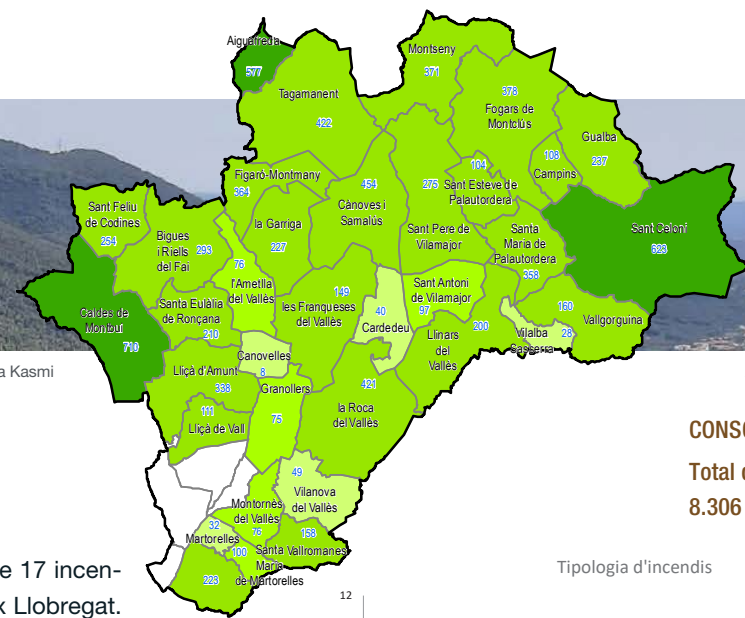 Aiguafreda
577
Montseny
371
Tagamanent
422
378
Fogars de
Montclús
Gualba
237
104
108
Campins
Figaró-Montmany
364
454
Cànoves i
Samalús
275
Sant Esteve de
Palautordera
Sant Pere de
Vilamajor
Sant Feliu
de Codines
254
Bigues
i Riells
del Fai
293
la Garriga
227
Santa
Maria de
Palautordera
358
Sant Celoni
623
76
l'Ametlla
del Vallès
Caldes de
Montbui
710
Santa Eulàlia
de Ronçana
210
149
les Franqueses
del Vallès
40
Cardedeu
Sant Antoni
de Vilamajor
97
Llinars
del
Vallès
200
160
Vallgorguina
Vilalba
Sasserra
28
Canovelles
8
Lliçà d'Amunt
338
Granollers
75
421
la Roca
del Vallès
111
Lliçà de Vall
49
Vilanova
del Vallès
Montornès
del Vallès
76
32
Martorelles
158
Vallromanes
100
Santa
Maria
de Martorelles
223
a Kasmi
CONSO
Total d
8.306
e 17 incen-
x Llobregat.
12
Tipologia d'incendis